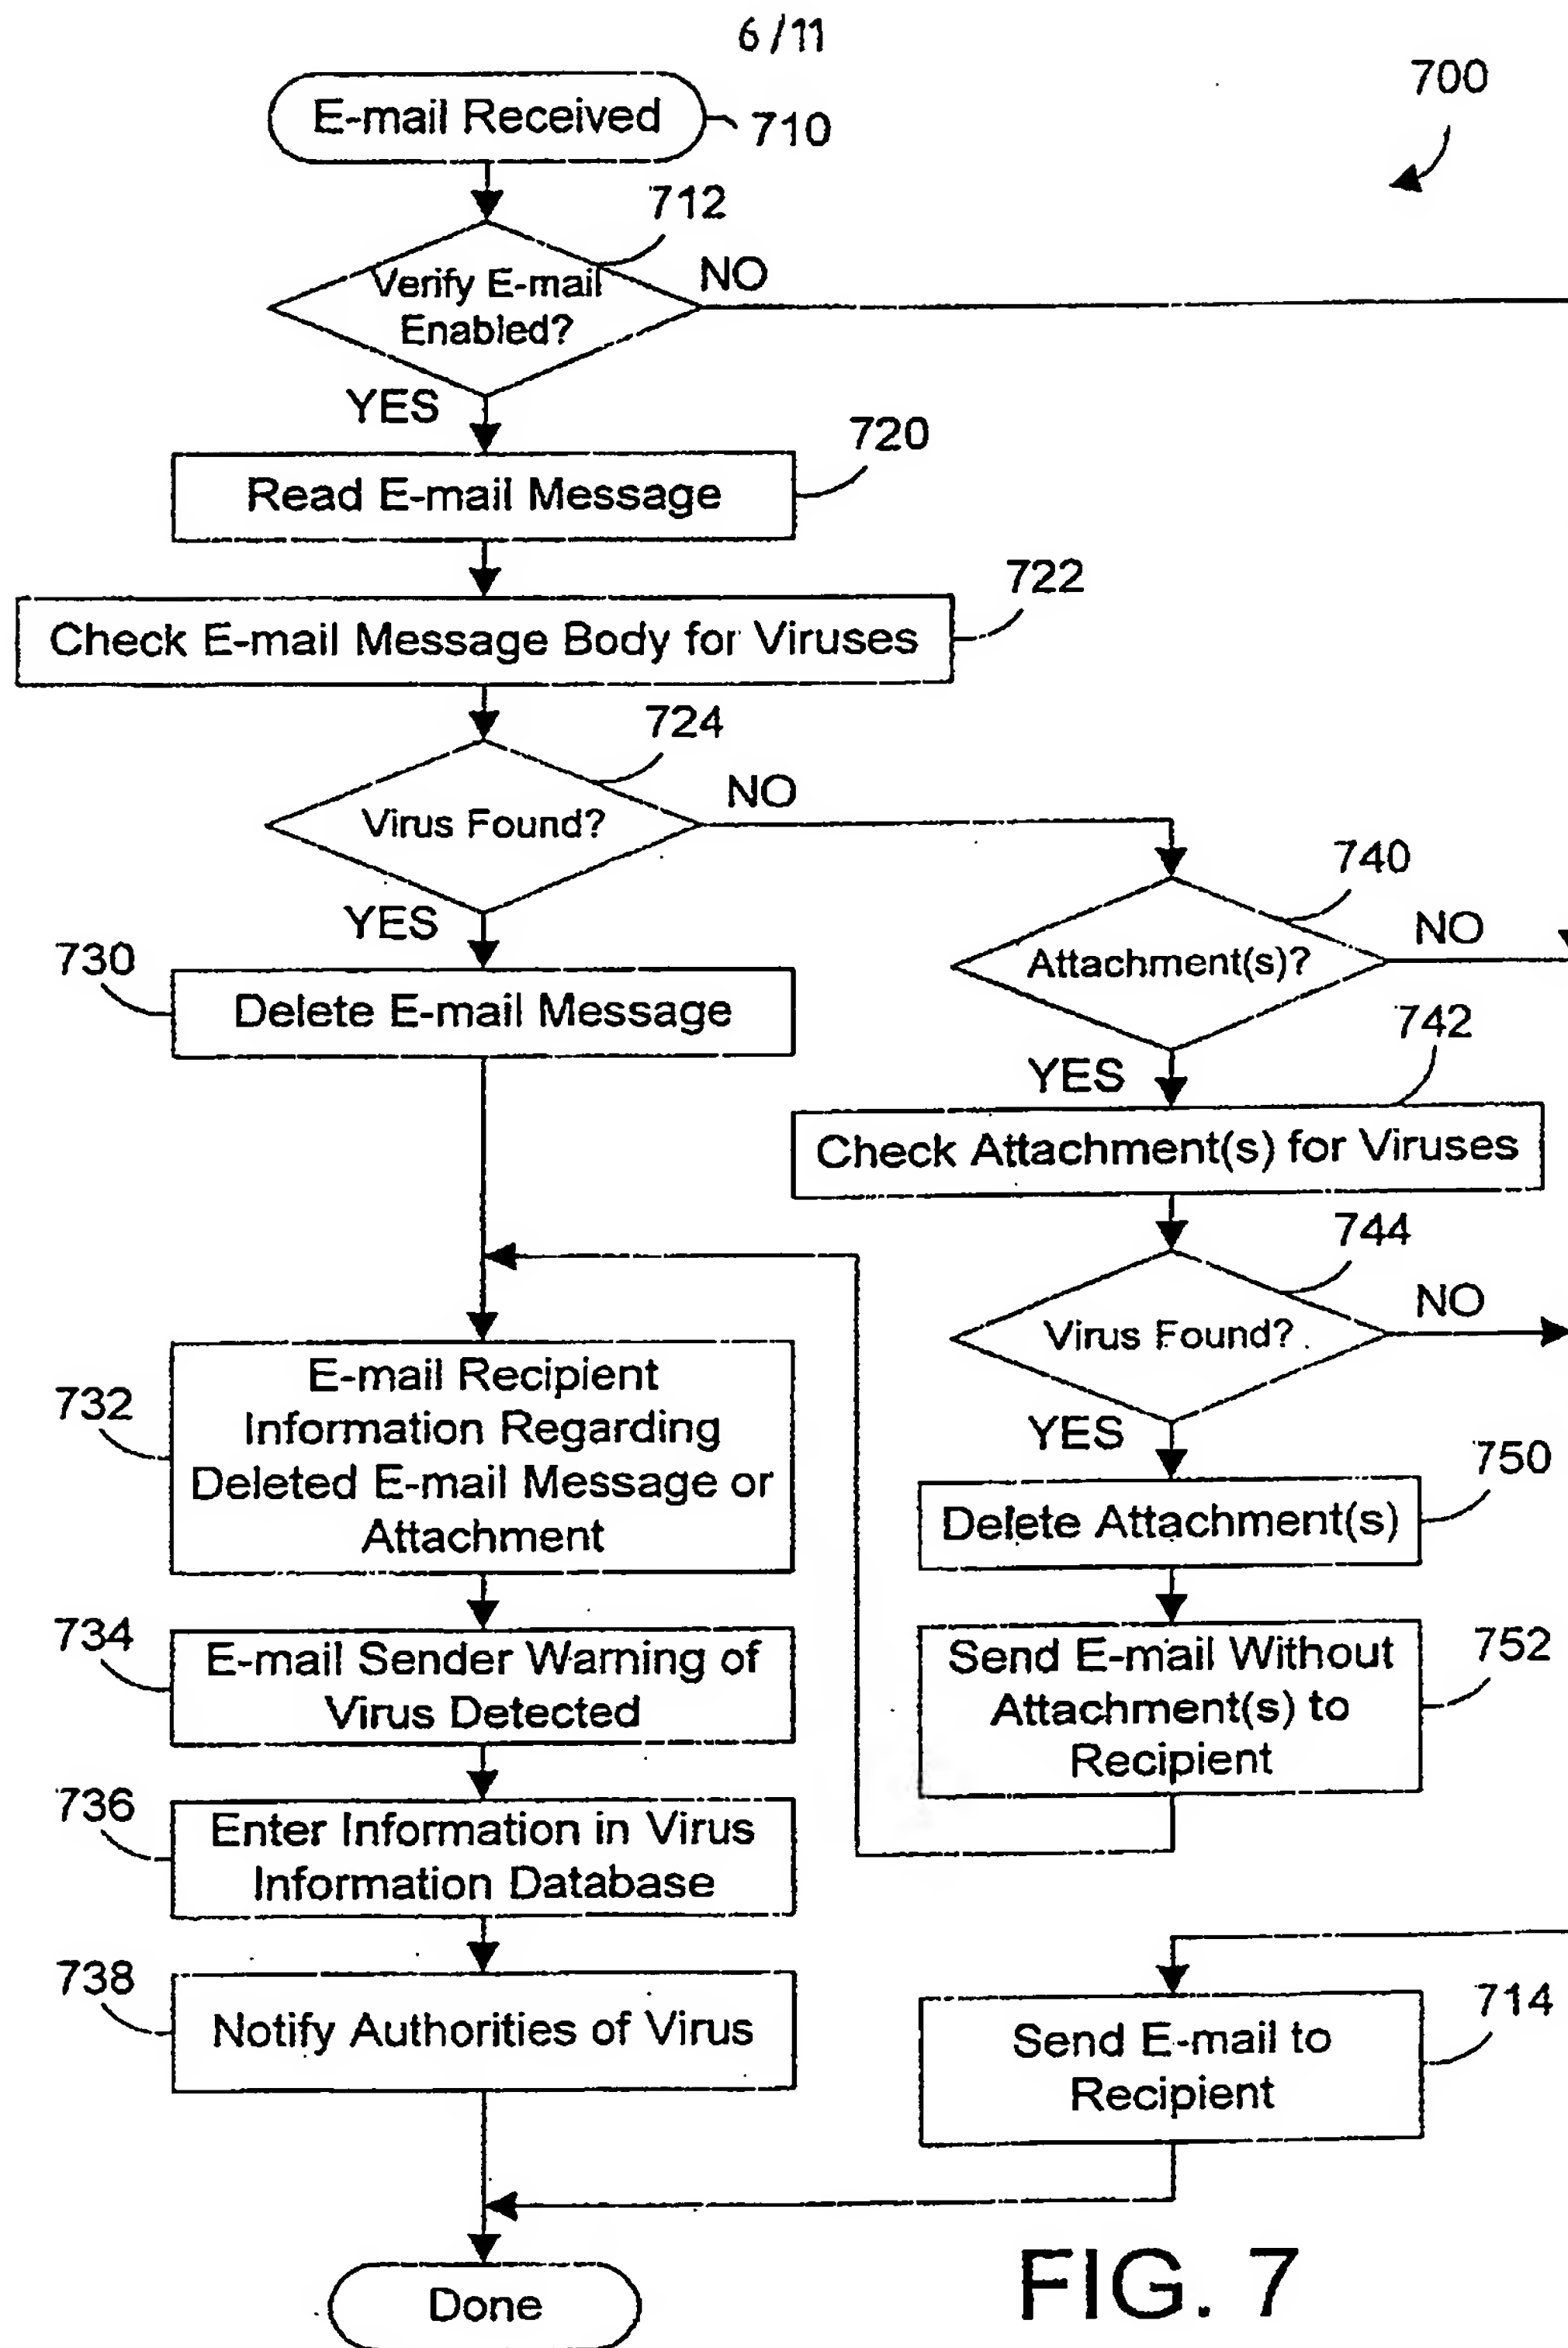 6/11
700
E-mail Received
710
712
Verify E-mail
Enabled?
NO
YES
720
Read E-mail Message
722
Check E-mail Message Body for Viruses
724
Virus Found?
NO
YES
740
Attachment(s)?
NO
730
Delete E-mail Message
742
YES
Check Attachment(s) for Viruses
744
Virus Found?
NO
YES
732
E-mail Recipient
Information Regarding
Deleted E-mail Message or
Attachment
750
Delete Attachment(s)
734
E-mail Sender Warning of
Virus Detected
752
Send E-mail Without
Attachment(s) to
Recipient
736
Enter Information in Virus
Information Database
738
Notify Authorities of Virus
714
Send E-mail to
Recipient
Done
FIG. 7